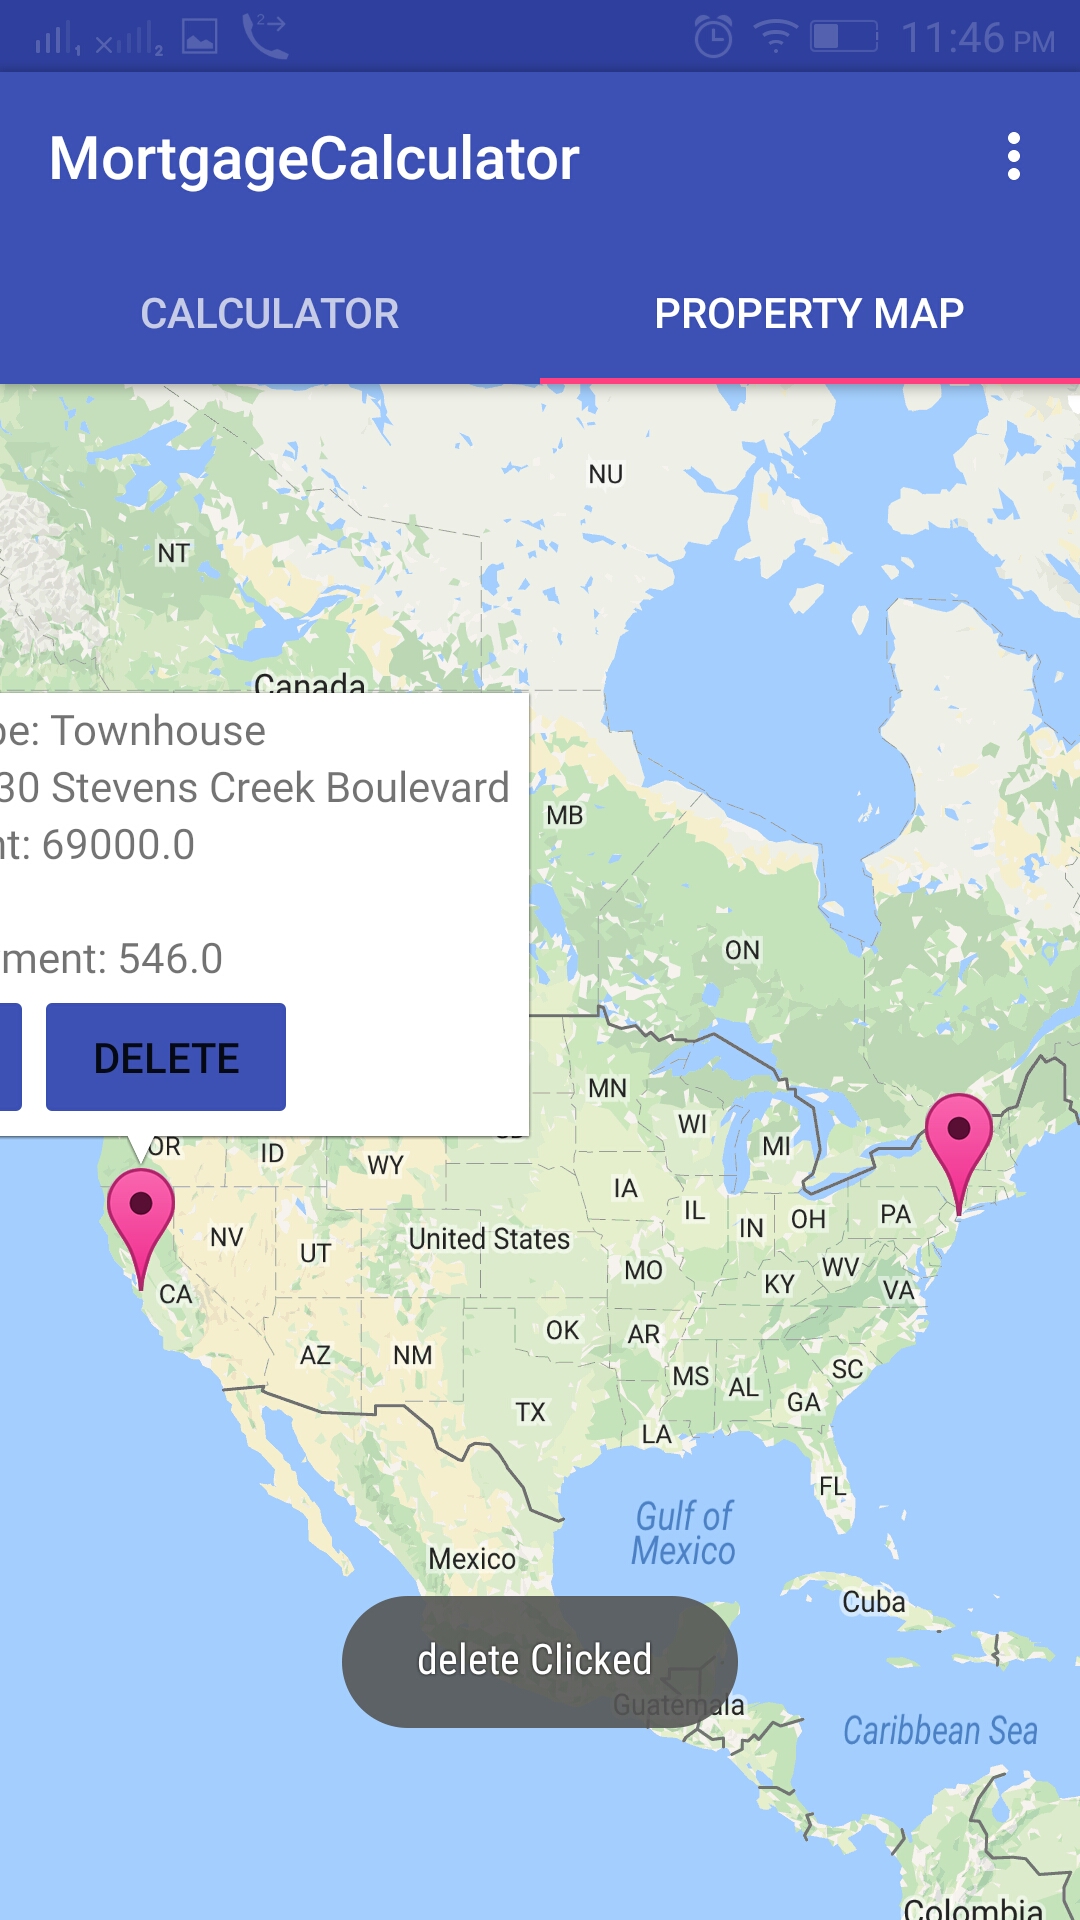 1 2 2 11:46 PM
MortgageCalculator
CALCULATOR PROPERTY MAP
NU
NT
Canada
pe: Townhouse
30 Stevens Creek Boulevard
MB
nt: 69000.0
ON
ment: 546.0
DELETE
MN
WI
OR ID MI
WY
IA
IL PA
IN OH
NV United States
UT
MO WV
KY VA
CA
OK AR
AZ NM
SC
MS AL
GA
TX
LA
FL
Gulf of
Mexico
Mexico
Cuba
delete Clicked
Guatemala
Caribbean Sea
Colombia